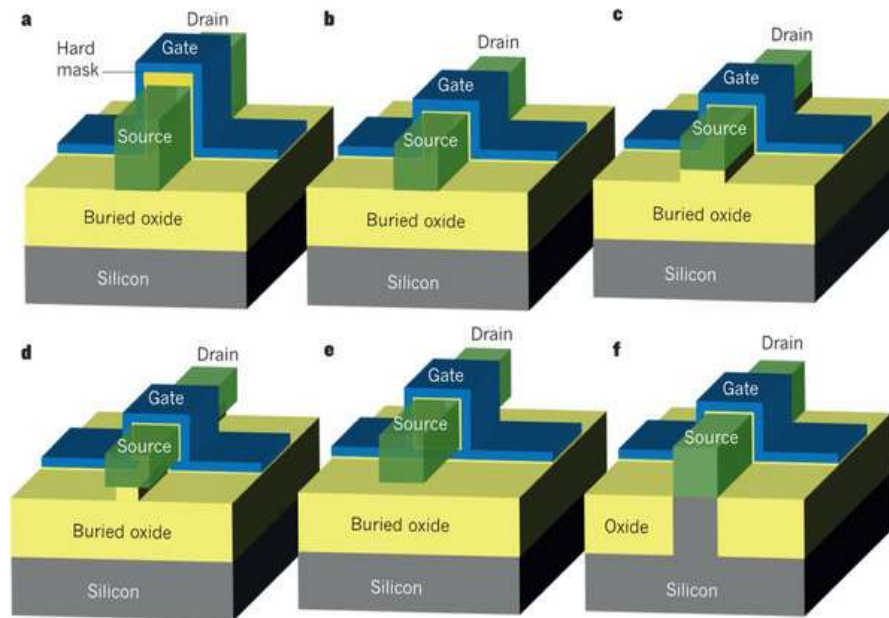 a
Drain
Gate
Hard
mask
Source
Buried oxide
Silicon
b
Drain
Gate
Source
Buried oxide
Silicon
c
Drain
Gate
Source
Buried oxide
Silicon
d
Drain
Gate
Source
Buried oxide
Silicon
e
Drain
Gate
Source
Buried oxide
Silicon
f
Drain
Gate
Source
Oxide
Silicon